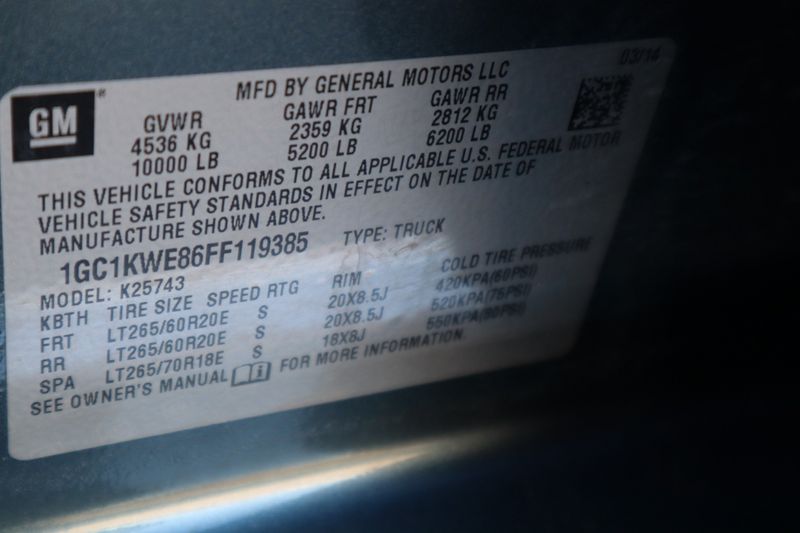 03/14
MFD BY GENERAL MOTORS LLC
GM
GVWR GAWR FRT GAWR RR
4536 KG 2359 KG 2812 KG
10000 LB 5200 LB 6200 LB
THIS VEHICLE CONFORMS TO ALL APPLICABLE U.S. FEDERAL MOTOR
VEHICLE SAFETY STANDARDS IN EFFECT ON THE DATE OF
MANUFACTURE SHOWN ABOVE.
1GC1KWE86FF119385 TYPE: TRUCK
MODEL: K25743
KBTH TIRE SIZE SPEED RTG RIM COLD TIRE PRESSURE
FRT LT265/60R20E S 20X8.5J 420KPA(60PSI)
RR LT265/60R20E S 20X8.5J 520KPA(75PSI)
SPA LT265/70R18E S 18X8J 550KPA(80PSI)
SEE OWNER'S MANUAL FOR MORE INFORMATION.